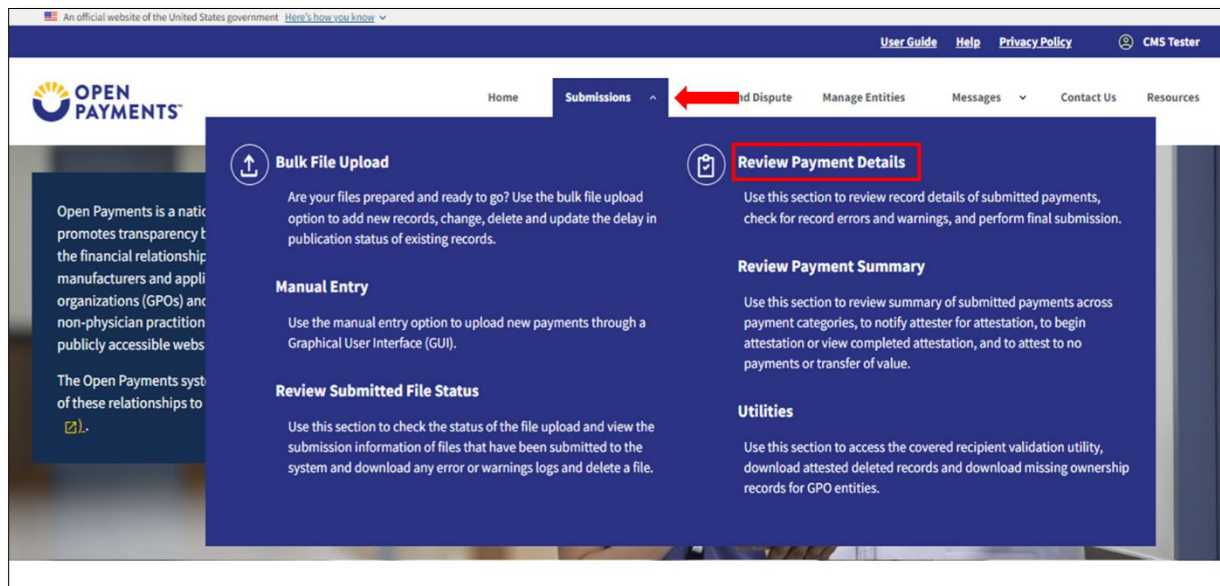 An official website of the United States government Here's how you know
User Guide Help Privacy Policy CMS Tester
OPEN
PAYMENTS
Home Submissions nd Dispute Manage Entities Messages Contact Us Resources
Bulk File Upload
Are your files prepared and ready to go? Use the bulk file upload
option to add new records, change, delete and update the delay in
publication status of existing records.
Manual Entry
Use the manual entry option to upload new payments through a
Graphical User Interface (GUI).
Review Submitted File Status
Use this section to check the status of the file upload and view the
submission information of files that have been submitted to the
system and download any error or warnings logs and delete a file.
Review Payment Details
Use this section to review record details of submitted payments,
check for record errors and warnings, and perform final submission.
Review Payment Summary
Use this section to review summary of submitted payments across
payment categories, to notify attester for attestation, to begin
attestation or view completed attestation, and to attest to no
payments or transfer of value.
Utilities
Use this section to access the covered recipient validation utility,
download attested deleted records and download missing ownership
records for GPO entities.
Open Payments is a natio
promotes transparency b
the financial relationship
manufacturers and appli
organizations (GPOs) and
non-physician practition
publicly accessible webs
The Open Payments syst
of these relationships to
).